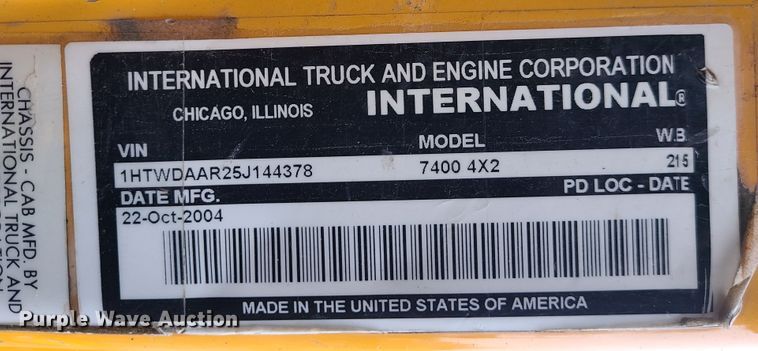 CHASSIS - CAB MFD. BY
INTERNATIONAL TRUCK AND
INTERNATIONAL TRUCK AND ENGINE CORPORATION
CHICAGO, ILLINOIS INTERNATIONAL®
VIN MODEL W.B
1HTWDAAR25J144378 7400 4X2 215
DATE MFG. PD LOC - DATE
22-Oct-2004
MADE IN THE UNITED STATES OF AMERICA
Purple Wave Auction